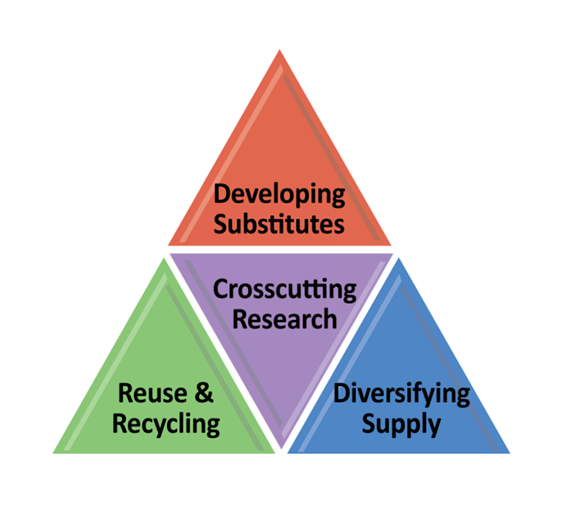 Developing
Substitutes
Crosscutting
Research
Reuse &
Recycling
Diversifying
Supply